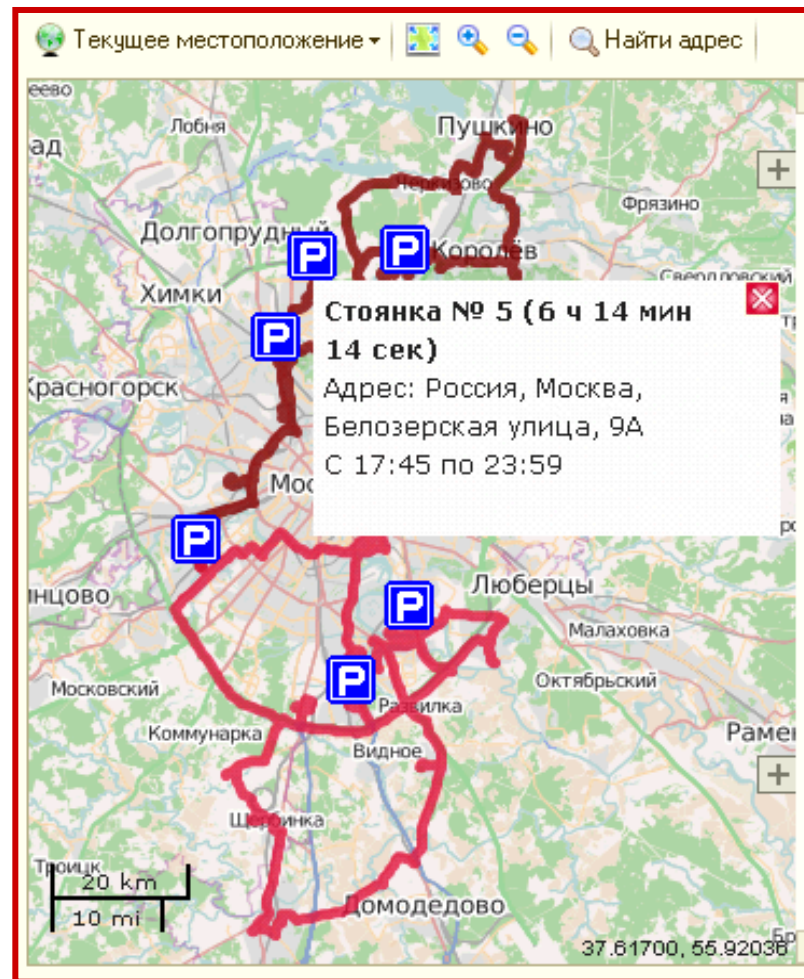 Текущее местоположение
Найти адрес
Лобня
Пушкино
Черкизово
Фрязино
Долгопрудный
P
P
Королёв
Свердловский
Химки
P
Стоянка № 5 (6 ч 14 мин
14 сек)
Адрес: Россия, Москва,
Белозерская улица, 9А
С 17:45 по 23:59
Красногорск
P
Люберцы
P
Малаховка
P
Октябрьский
Московский
Развилка
Коммунарка
Видное
Щербинка
Троицк
20 km
10 mi
Домодедово
37.61700, 55.92036